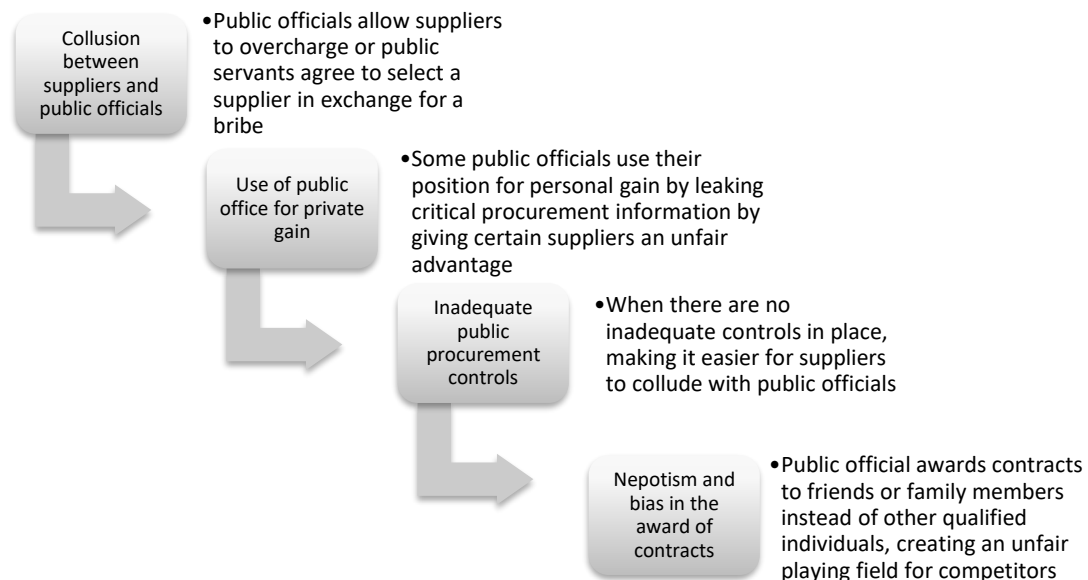 Collusion
between
suppliers and
public officials
•Public officials allow suppliers
to overcharge or public
servants agree to select a
supplier in exchange for a
bribe
Use of public
office for private
gain
•Some public officials use their
position for personal gain by leaking
critical procurement information by
giving certain suppliers an unfair
advantage
Inadequate
public
procurement
controls
•When there are no
inadequate controls in place,
making it easier for suppliers
to collude with public officials
Nepotism and
bias in the
award of
contracts
•Public official awards contracts
to friends or family members
instead of other qualified
individuals, creating an unfair
playing field for competitors